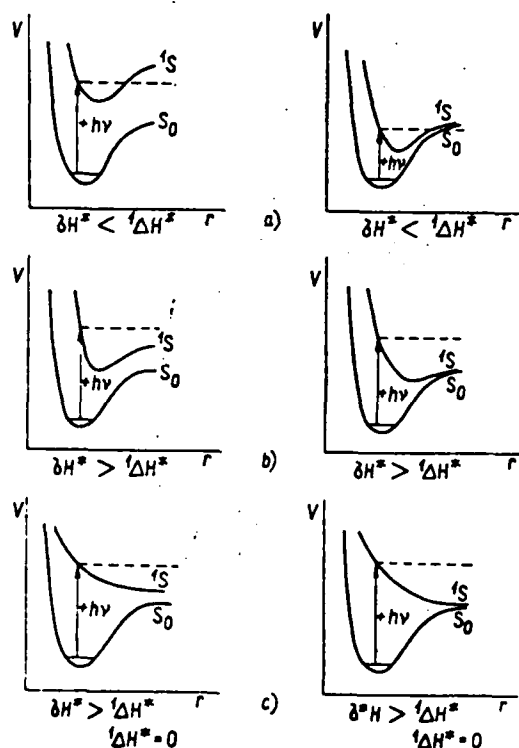 V
¹S
S₀
+hν
δH* < ¹ΔH*
r
a)
V
¹S
S₀
+hν
δH* < ¹ΔH*
r
V
¹S
S₀
+hν
δH* > ¹ΔH*
r
b)
V
¹S
S₀
+hν
δH* > ¹ΔH*
r
V
¹S
S₀
+hν
δH* > ¹ΔH*
r
¹ΔH* = 0
c)
V
¹S
S₀
+hν
δ*H > ¹ΔH*
r
¹ΔH* = 0